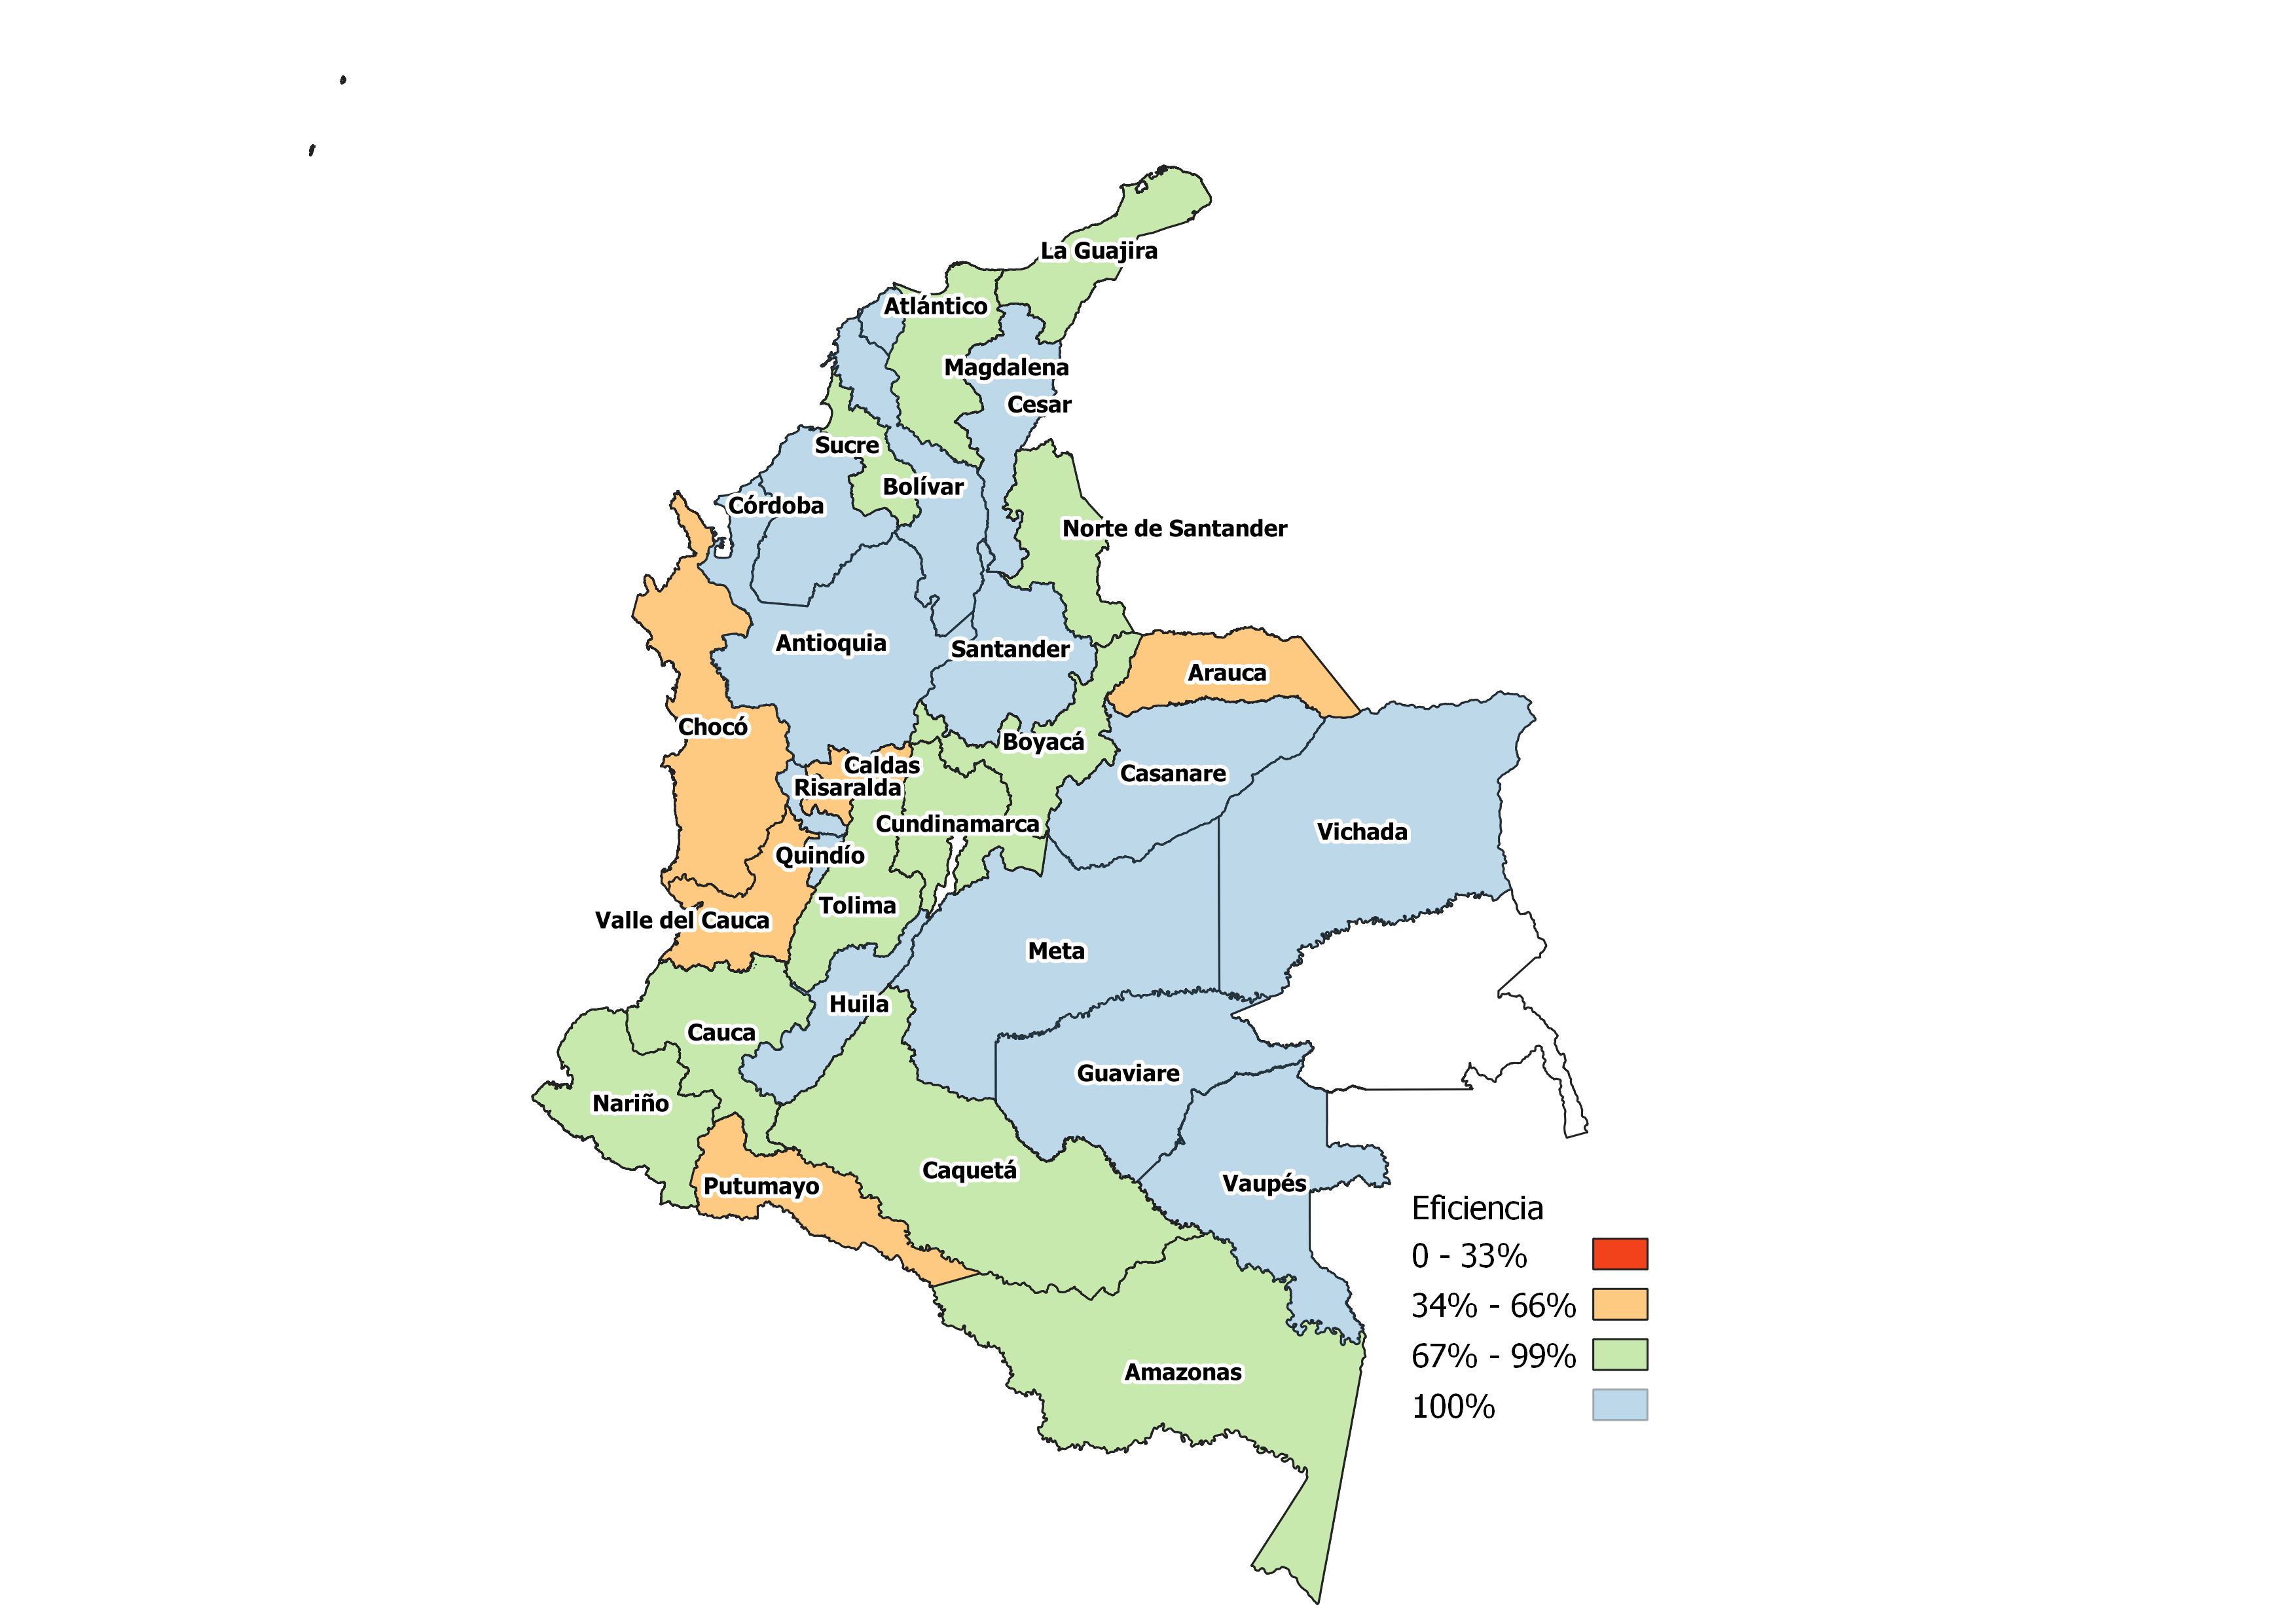 La Guajira
Atlántico
Magdalena
Cesar
Sucre
Bolívar
Córdoba
Norte de Santander
Antioquia
Santander
Arauca
Chocó
Boyacá
Caldas
Casanare
Risaralda
Cundinamarca
Vichada
Quindío
Tolima
Valle del Cauca
Meta
Huila
Cauca
Guaviare
Nariño
Caquetá
Vaupés
Putumayo
Amazonas
Eficiencia
0 - 33%
34% - 66%
67% - 99%
100%